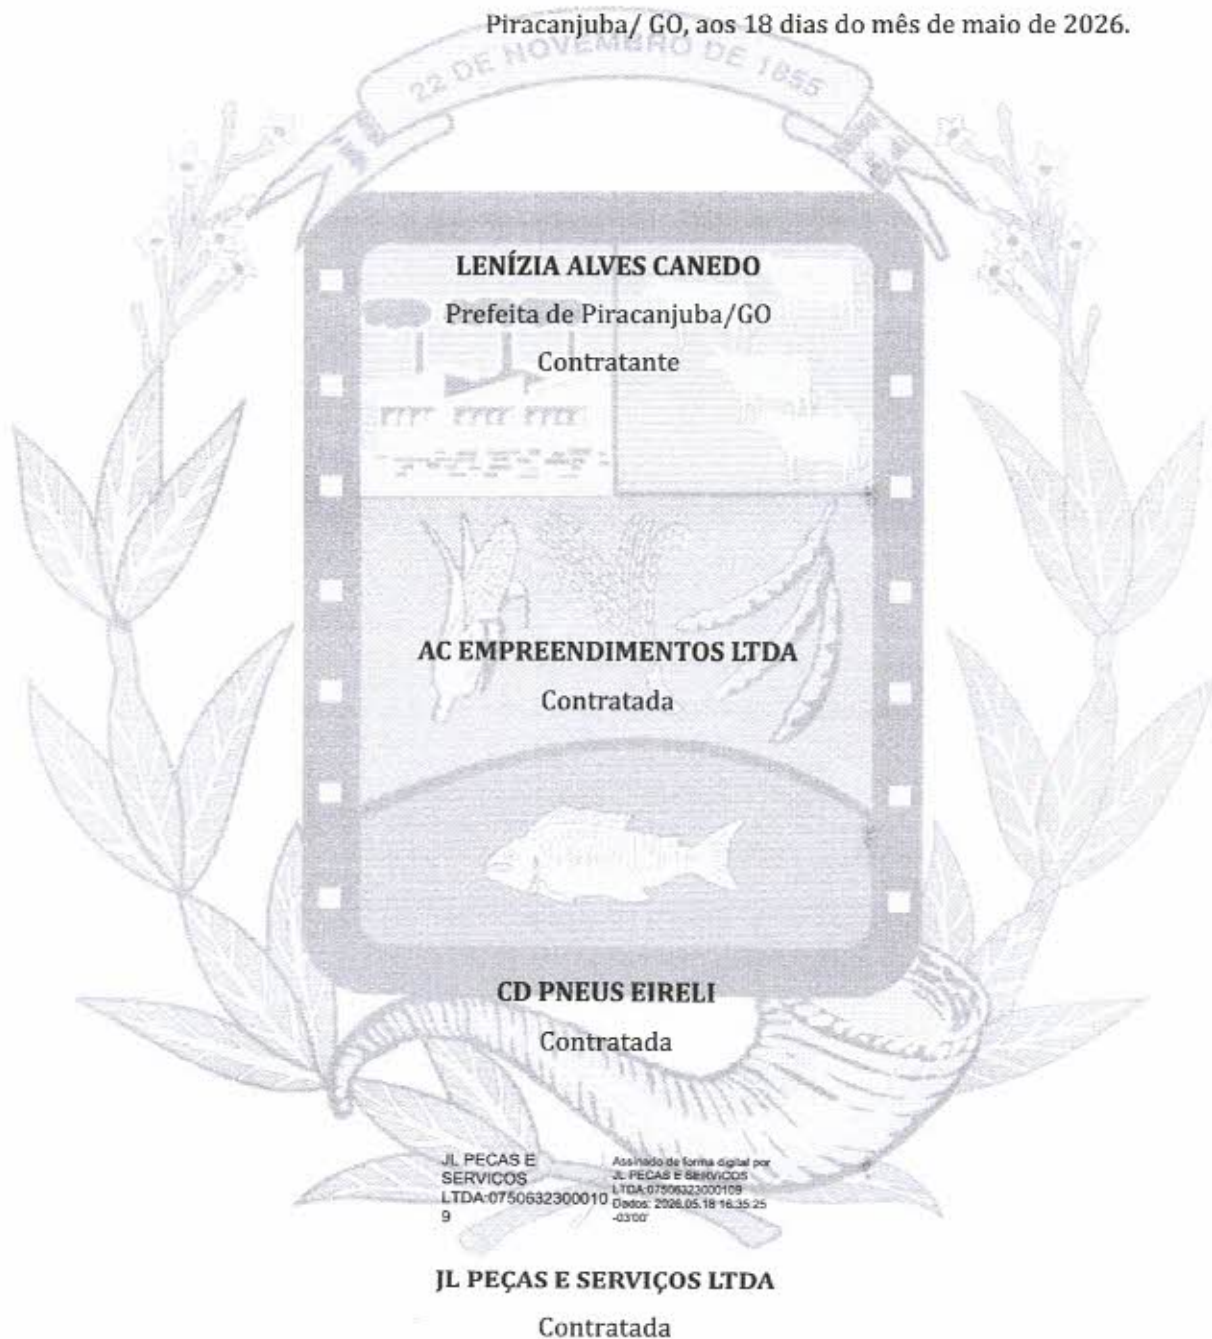 Piracanjuba/ GO, aos 18 dias do mês de maio de 2026.
22 DE NOVEMBRO DE 1855
LENÍZIA ALVES CANEDO
Prefeita de Piracanjuba/GO
Contratante
AC EMPREENDIMENTOS LTDA
Contratada
CD PNEUS EIRELI
Contratada
JL PECAS E
SERVICOS
LTDA:0750632300010
9
Assinado de forma digital por
JL PECAS E SERVICOS
LTDA:07506323000109
Dados: 2026.05.18 16:35:25
-03'00'
JL PEÇAS E SERVIÇOS LTDA
Contratada